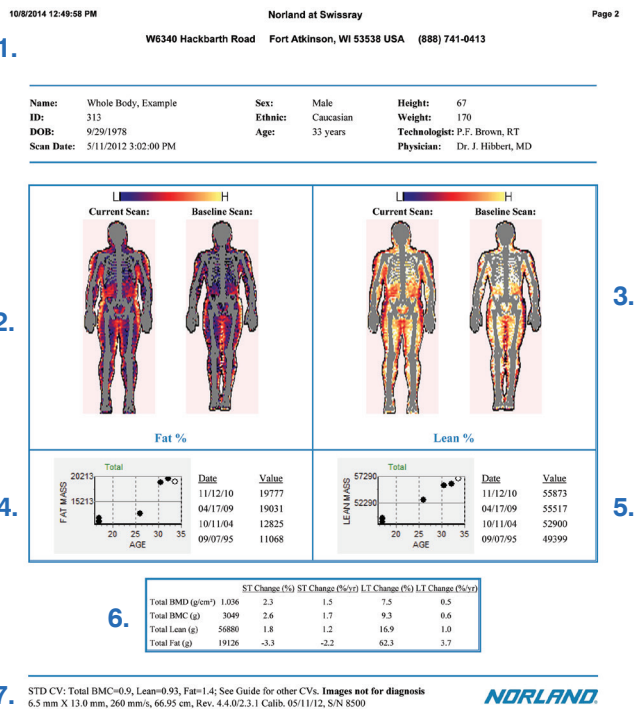 10/8/2014 12:49:58 PM Norland at Swissray Page 2
W6340 Hackbarth Road Fort Atkinson, WI 53538 USA (888) 741-0413
1.
Name: Whole Body, Example Sex: Male Height: 67
ID: 313 Ethnic: Caucasian Weight: 170
DOB: 9/29/1978 Age: 33 years Technologist: P.F. Brown, RT
Scan Date: 5/11/2012 3:02:00 PM Physician: Dr. J. Hibbert, MD
2.
L H
Current Scan: Baseline Scan:
Fat %
3.
L H
Current Scan: Baseline Scan:
Lean %
4.
Total
20213
15213
FAT MASS
20 25 30 35
AGE
Date Value
11/12/10 19777
04/17/09 19031
10/11/04 12825
09/07/95 11068
5.
Total
57290
52290
LEAN MASS
20 25 30 35
AGE
Date Value
11/12/10 55873
04/17/09 55517
10/11/04 52900
09/07/95 49399
6.
ST Change (%) ST Change (%/yr) LT Change (%) LT Change (%/yr)
Total BMD (g/cm²) 1.036 2.3 1.5 7.5 0.5
Total BMC (g) 3049 2.6 1.7 9.3 0.6
Total Lean (g) 56880 1.8 1.2 16.9 1.0
Total Fat (g) 19126 -3.3 -2.2 62.3 3.7
7.
STD CV: Total BMC=0.9, Lean=0.93, Fat=1.4; See Guide for other CVs. Images not for diagnosis
6.5 mm X 13.0 mm, 260 mm/s, 66.95 cm, Rev. 4.4.0/2.3.1 Calib. 05/11/12, S/N 8500
NORLAND